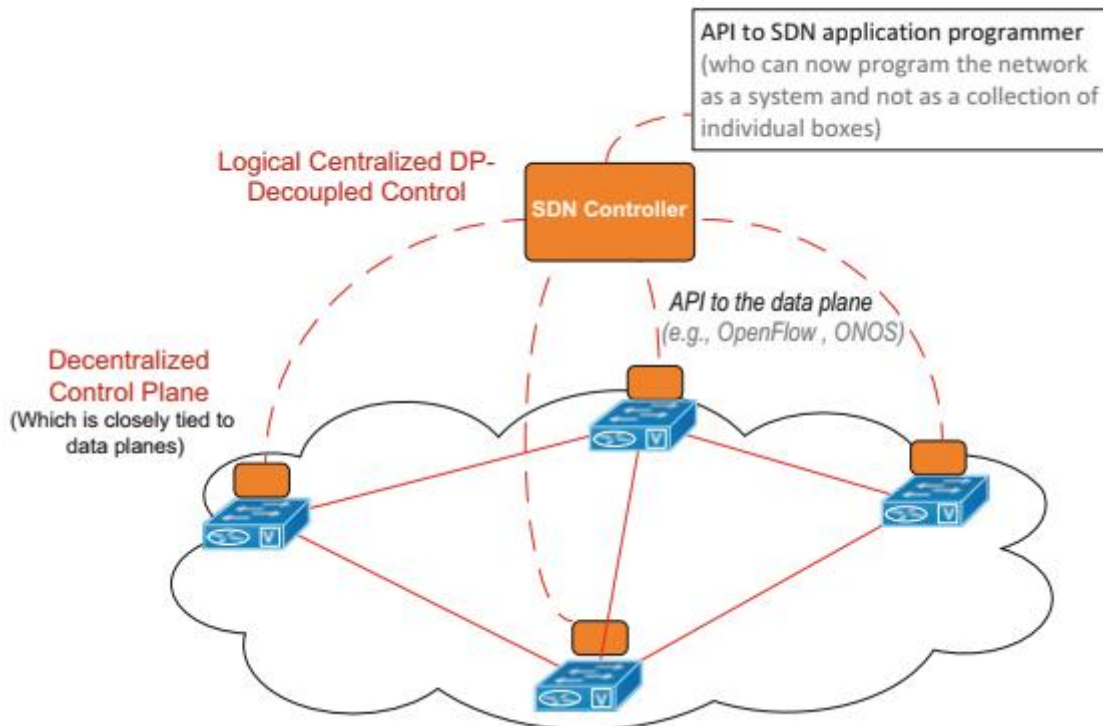 API to SDN application programmer
(who can now program the network
as a system and not as a collection of
individual boxes)
Logical Centralized DP-
Decoupled Control
SDN Controller
API to the data plane
(e.g., OpenFlow , ONOS)
Decentralized
Control Plane
(Which is closely tied to
data planes)
V
V
V
V